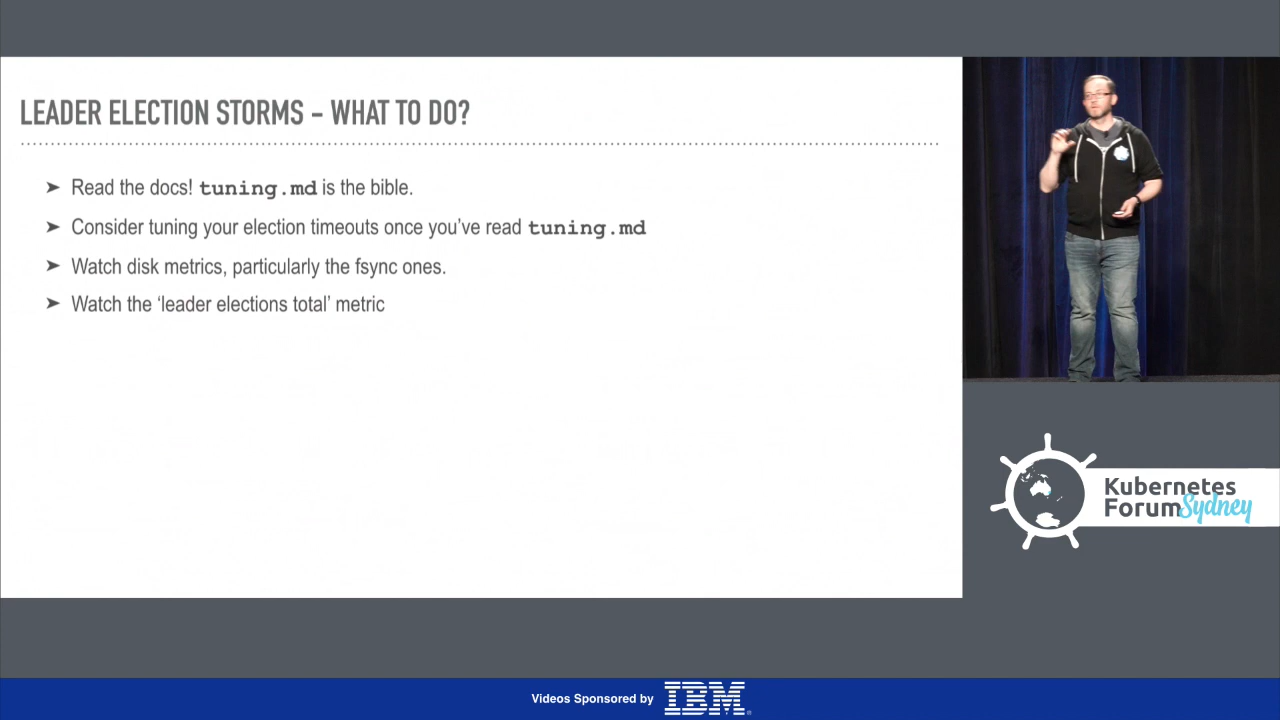 LEADER ELECTION STORMS – WHAT TO DO?
➤ Read the docs! tuning.md is the bible.
➤ Consider tuning your election timeouts once you’ve read tuning.md
➤ Watch disk metrics, particularly the fsync ones.
➤ Watch the ‘leader elections total’ metric
Kubernetes
Forum Sydney
Videos Sponsored by IBM